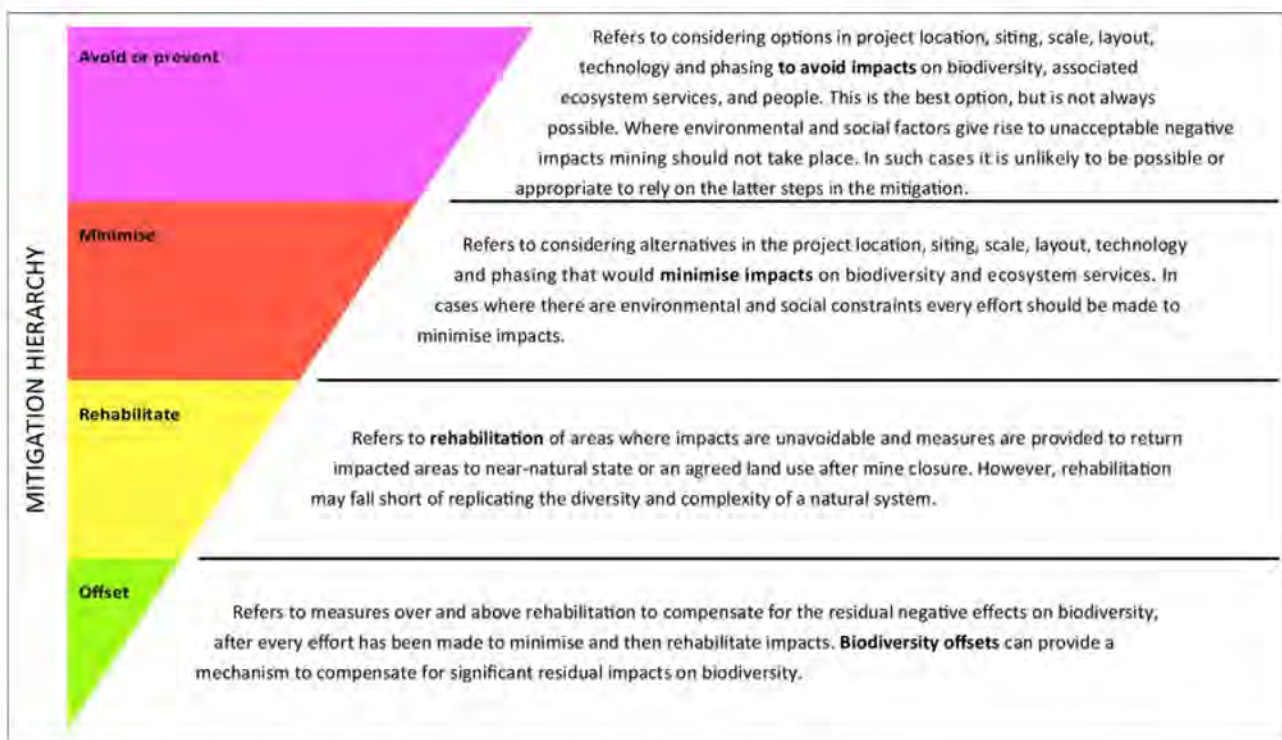 MITIGATION HIERARCHY
Avoid or prevent
Refers to considering options in project location, siting, scale, layout,
technology and phasing to avoid impacts on biodiversity, associated
ecosystem services, and people. This is the best option, but is not always
possible. Where environmental and social factors give rise to unacceptable negative
impacts mining should not take place. In such cases it is unlikely to be possible or
appropriate to rely on the latter steps in the mitigation.
Minimise
Refers to considering alternatives in the project location, siting, scale, layout, technology
and phasing that would minimise impacts on biodiversity and ecosystem services. In
cases where there are environmental and social constraints every effort should be made to
minimise impacts.
Rehabilitate
Refers to rehabilitation of areas where impacts are unavoidable and measures are provided to return
impacted areas to near-natural state or an agreed land use after mine closure. However, rehabilitation
may fall short of replicating the diversity and complexity of a natural system.
Offset
Refers to measures over and above rehabilitation to compensate for the residual negative effects on biodiversity,
after every effort has been made to minimise and then rehabilitate impacts. Biodiversity offsets can provide a
mechanism to compensate for significant residual impacts on biodiversity.